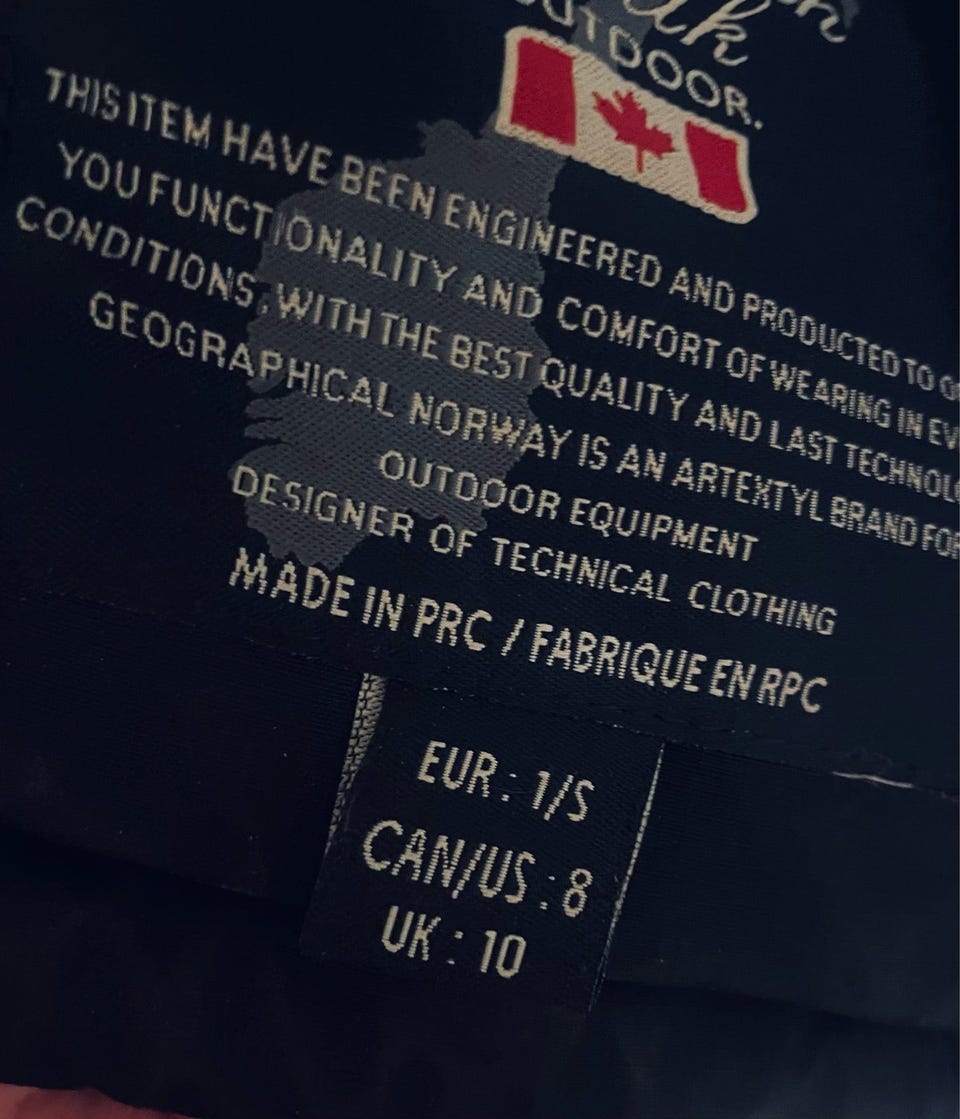 OUTDOOR.
THIS ITEM HAVE BEEN ENGINEERED AND PRODUCTED TO
YOU FUNCTIONALITY AND COMFORT OF WEARING IN
CONDITIONS, WITH THE BEST QUALITY AND LAST
GEOGRAPHICAL NORWAY IS AN ARTEXTYL BRAND FOR
OUTDOOR EQUIPMENT
DESIGNER OF TECHNICAL CLOTHING
MADE IN PRC / FABRIQUE EN RPC
EUR : 1/S
CAN/US : 8
UK : 10